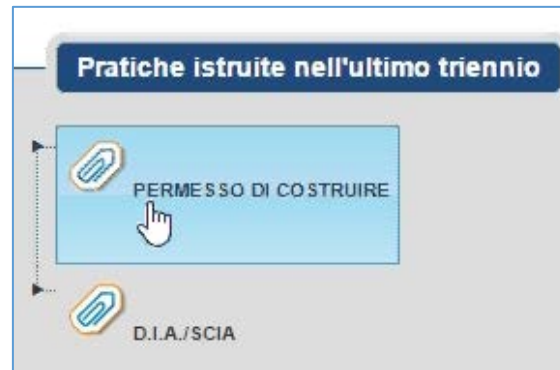 Pratiche istruite nell'ultimo triennio
PERMESSO DI COSTRUIRE
D.I.A./SCIA